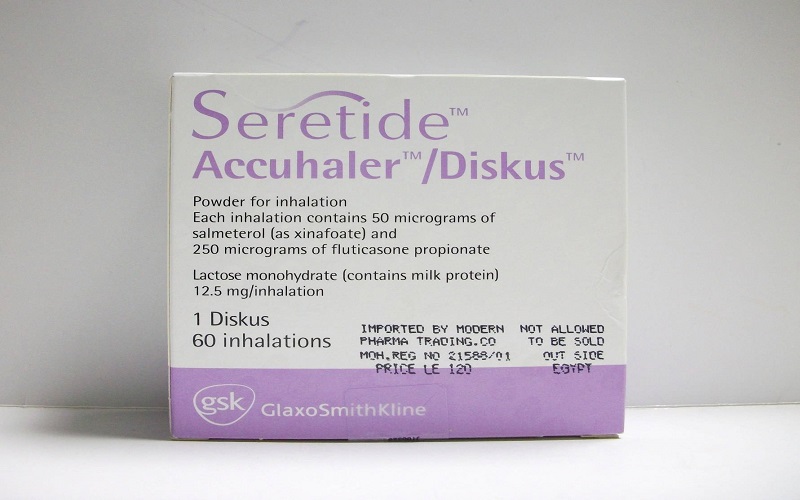 Seretide™
Accuhaler™/Diskus™
Powder for inhalation
Each inhalation contains 50 micrograms of
salmeterol (as xinafoate) and
250 micrograms of fluticasone propionate
Lactose monohydrate (contains milk protein)
12.5 mg/inhalation
1 Diskus
60 inhalations
IMPORTED BY MODERN NOT ALLOWED
PHARMA TRADING.CO TO BE SOLD
MOH.REG NO 21588/01 OUT SIDE
PRICE LE 120 EGYPT
gsk GlaxoSmithKline